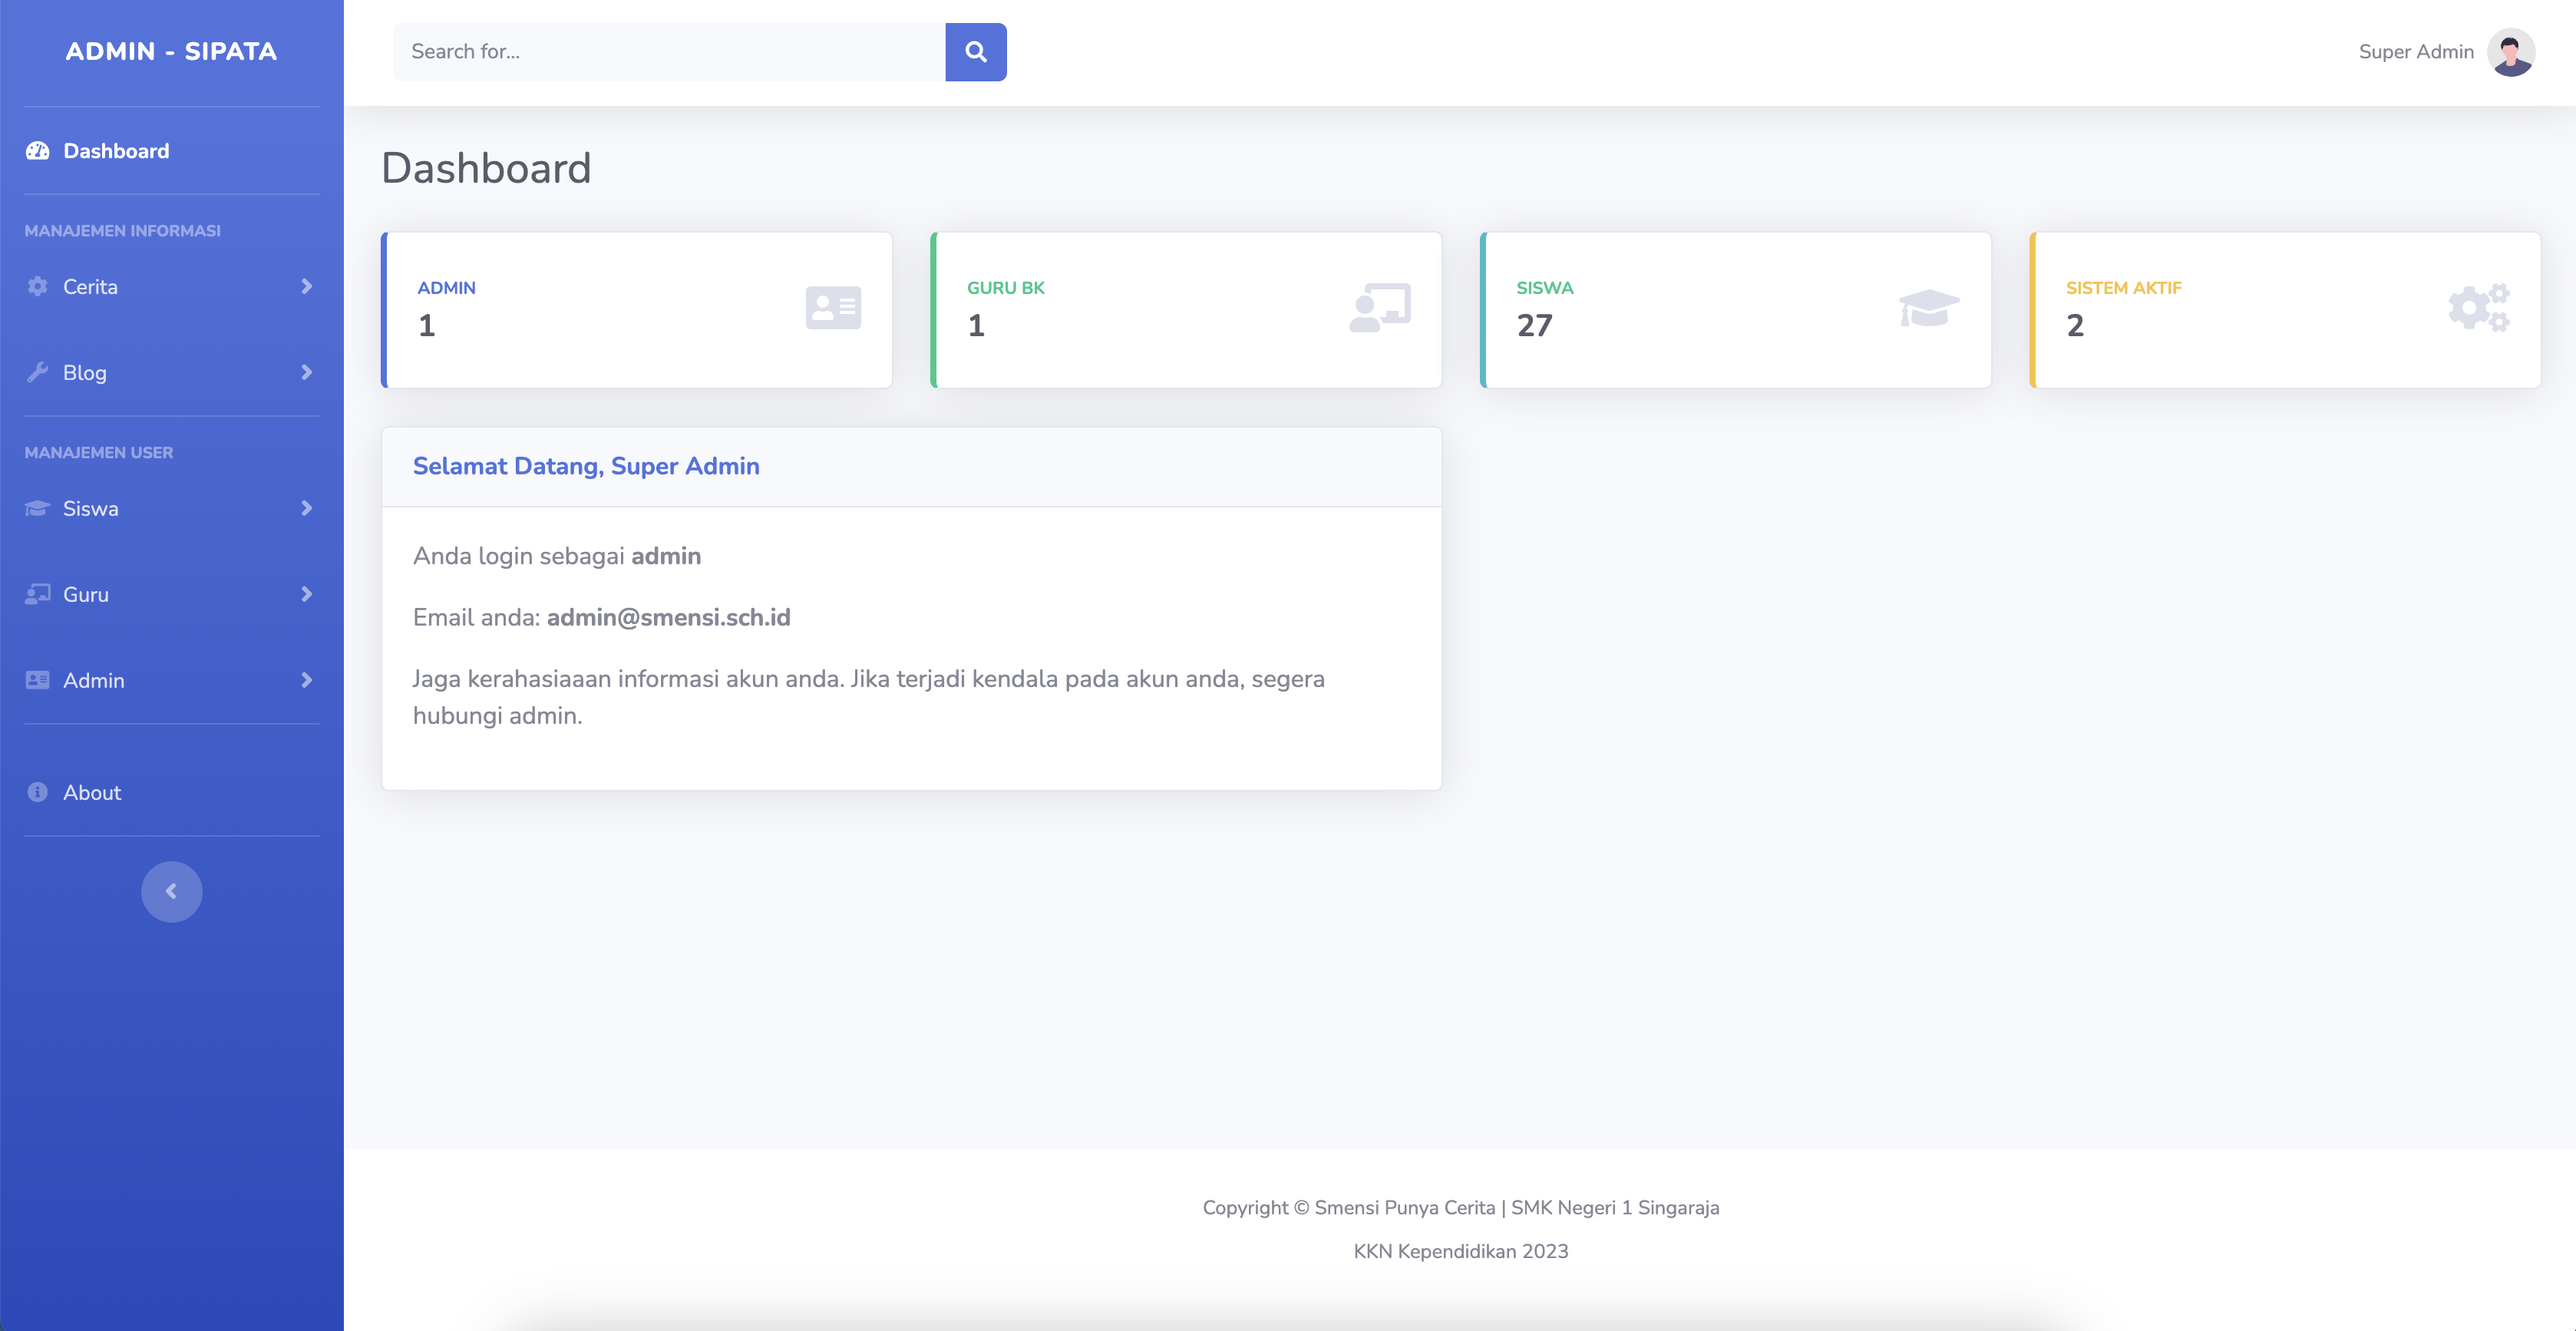 ADMIN - SIPATA
Dashboard
MANAJEMEN INFORMASI
Cerita
Blog
MANAJEMEN USER
Siswa
Guru
Admin
About
Search for...
Super Admin
Dashboard
ADMIN
1
GURU BK
1
SISWA
27
SISTEM AKTIF
2
Selamat Datang, Super Admin
Anda login sebagai admin
Email anda: admin@smensi.sch.id
Jaga kerahasiaaan informasi akun anda. Jika terjadi kendala pada akun anda, segera
hubungi admin.
Copyright © Smensi Punya Cerita | SMK Negeri 1 Singaraja
KKN Kependidikan 2023